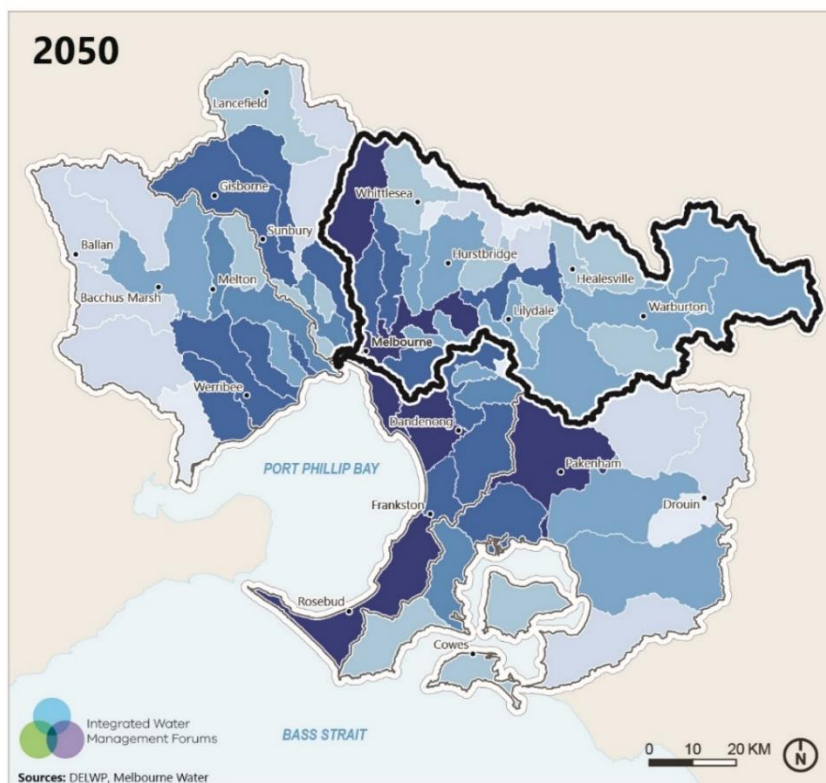 2050
Lancefield
Whittlesea
Gisborne
Sunbury
Hurstbridge
Ballan
Healesville
Melton
Bacchus Marsh
Lilydale
Warburton
Melbourne
Werribee
Dandenong
PORT PHILLIP BAY
Pakenham
Frankston
Drouin
Rosebud
Cowes
Integrated Water
Management Forums
BASS STRAIT
0 10 20 KM
N
Sources: DELWP, Melbourne Water